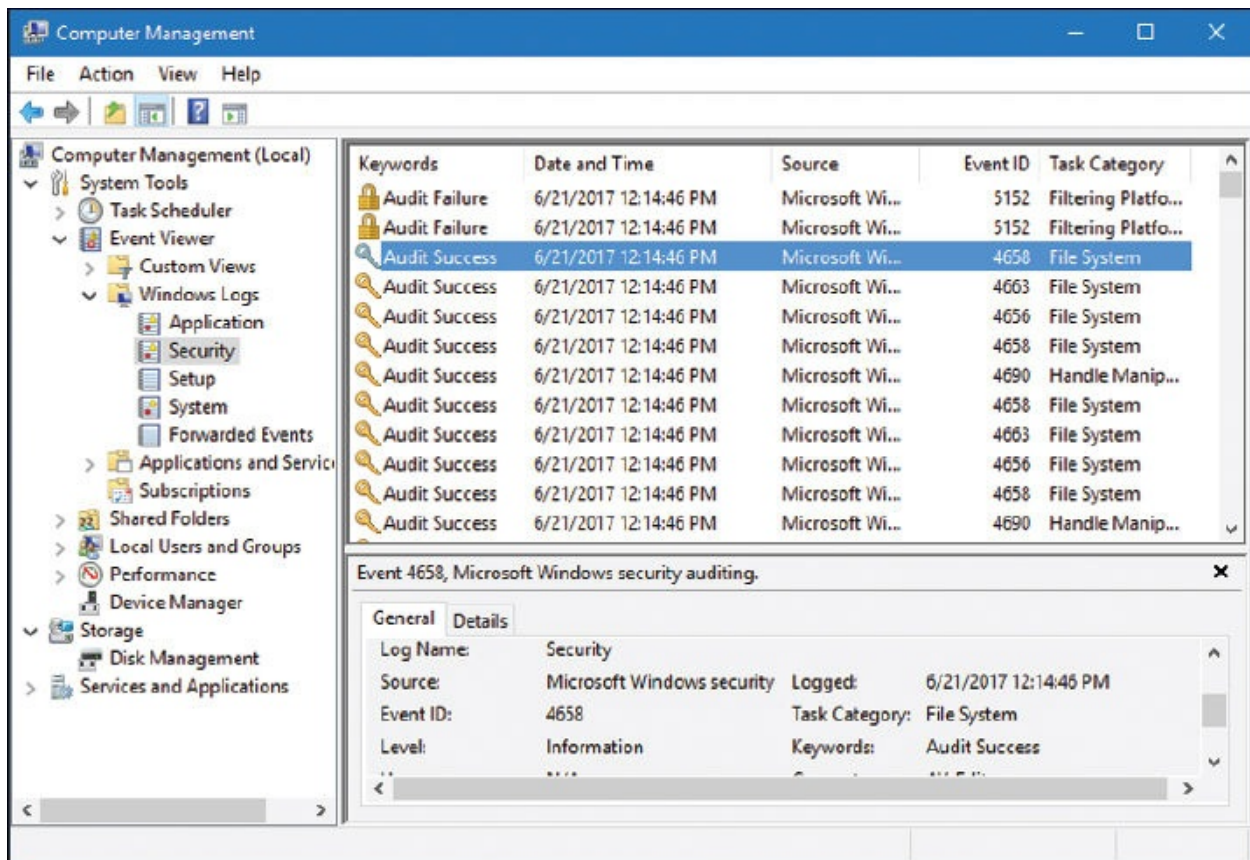 Computer Management
File Action View Help
Computer Management (Local)
System Tools
Task Scheduler
Event Viewer
Custom Views
Windows Logs
Application
Security
Setup
System
Forwarded Events
Applications and Servic
Subscriptions
Shared Folders
Local Users and Groups
Performance
Device Manager
Storage
Disk Management
Services and Applications
Keywords Date and Time Source Event ID Task Category
Audit Failure 6/21/2017 12:14:46 PM Microsoft Wi... 5152 Filtering Platfo...
Audit Failure 6/21/2017 12:14:46 PM Microsoft Wi... 5152 Filtering Platfo...
Audit Success 6/21/2017 12:14:46 PM Microsoft Wi... 4658 File System
Audit Success 6/21/2017 12:14:46 PM Microsoft Wi... 4663 File System
Audit Success 6/21/2017 12:14:46 PM Microsoft Wi... 4656 File System
Audit Success 6/21/2017 12:14:46 PM Microsoft Wi... 4658 File System
Audit Success 6/21/2017 12:14:46 PM Microsoft Wi... 4690 Handle Manip...
Audit Success 6/21/2017 12:14:46 PM Microsoft Wi... 4658 File System
Audit Success 6/21/2017 12:14:46 PM Microsoft Wi... 4663 File System
Audit Success 6/21/2017 12:14:46 PM Microsoft Wi... 4656 File System
Audit Success 6/21/2017 12:14:46 PM Microsoft Wi... 4658 File System
Audit Success 6/21/2017 12:14:46 PM Microsoft Wi... 4690 Handle Manip...
Event 4658, Microsoft Windows security auditing.
General Details
Log Name: Security
Source: Microsoft Windows security Logged: 6/21/2017 12:14:46 PM
Event ID: 4658 Task Category: File System
Level: Information Keywords: Audit Success